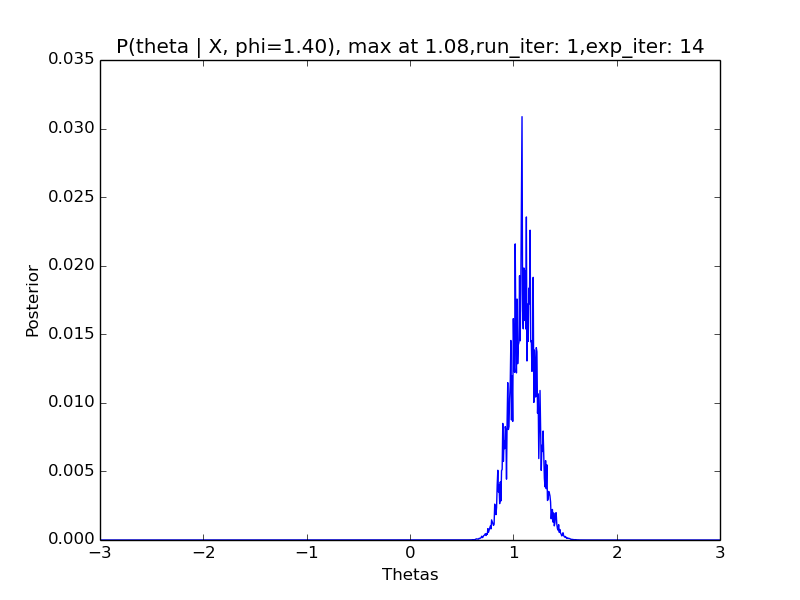 P(theta | X, phi=1.40), max at 1.08,run_iter: 1,exp_iter: 14
0.035
0.030
0.025
0.020
0.015
0.010
0.005
0.000
Posterior
−3 −2 −1 0 1 2 3
Thetas